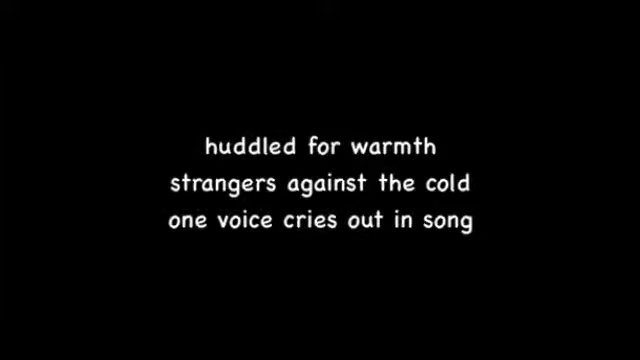 huddled for warmth
strangers against the cold
one voice cries out in song